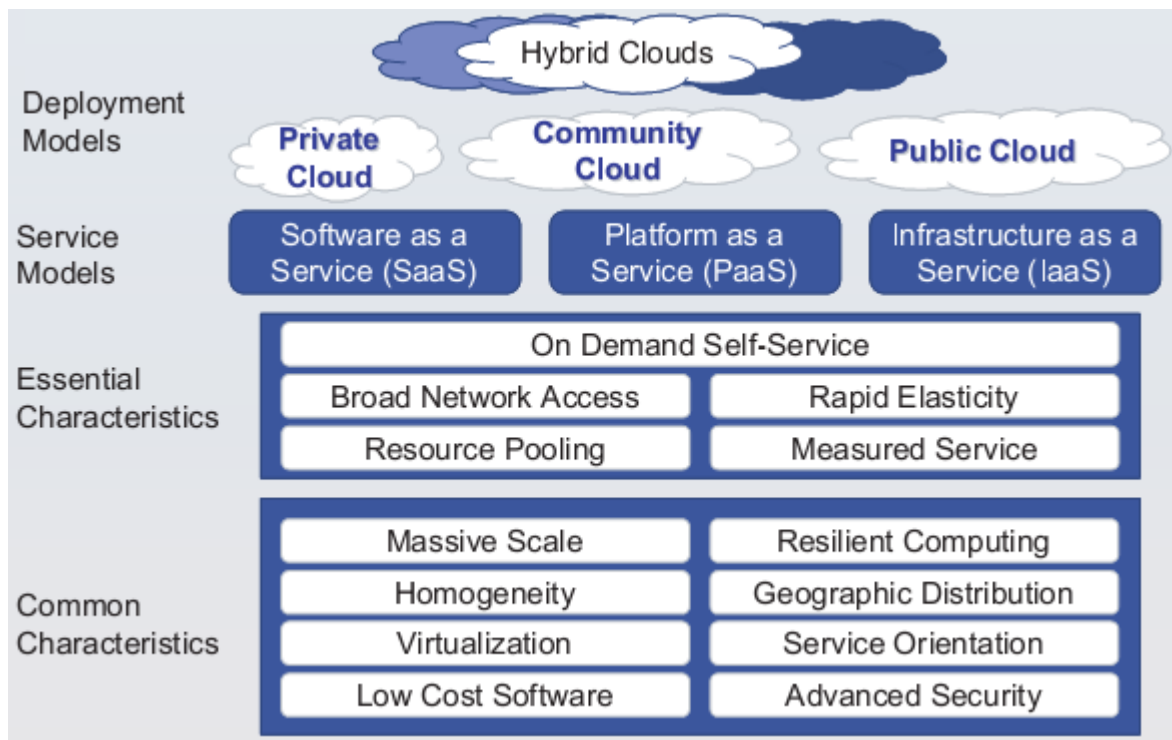 Hybrid Clouds
Deployment
Models
Private
Cloud
Community
Cloud
Public Cloud
Service
Models
Software as a
Service (SaaS)
Platform as a
Service (PaaS)
Infrastructure as a
Service (IaaS)
Essential
Characteristics
On Demand Self-Service
Broad Network Access
Rapid Elasticity
Resource Pooling
Measured Service
Common
Characteristics
Massive Scale
Resilient Computing
Homogeneity
Geographic Distribution
Virtualization
Service Orientation
Low Cost Software
Advanced Security